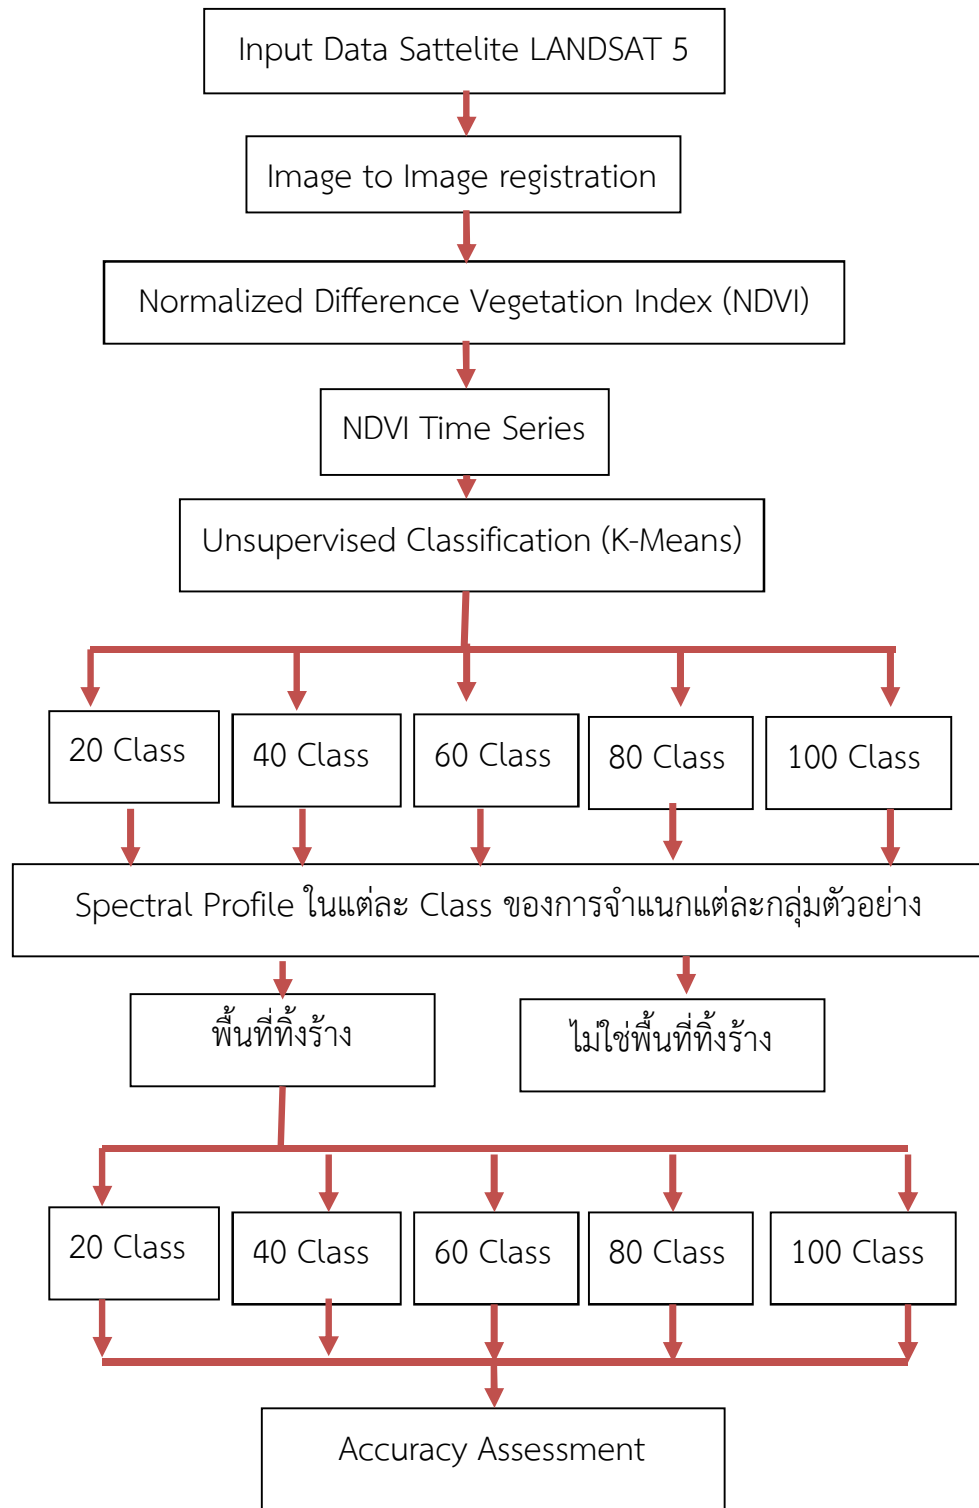 Input Data Sattelite LANDSAT 5
Image to Image registration
Normalized Difference Vegetation Index (NDVI)
NDVI Time Series
Unsupervised Classification (K-Means)
20 Class
40 Class
60 Class
80 Class
100 Class
Spectral Profile ในแต่ละ Class ของการจำแนกแต่ละกลุ่มตัวอย่าง
พื้นที่ทิ้งร้าง
ไม่ใช่พื้นที่ทิ้งร้าง
20 Class
40 Class
60 Class
80 Class
100 Class
Accuracy Assessment